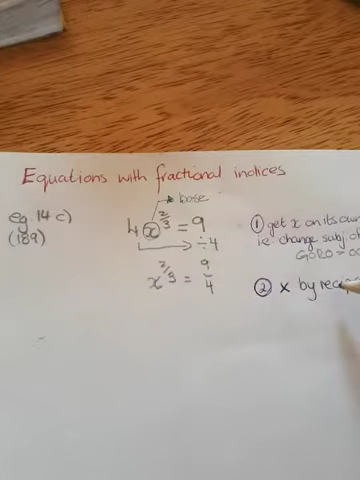 Equations with fractional indices
eg 14 c)
(189)
base
4x^2/3 = 9
÷4
x^2/3 = 9/4
① get x on its own
ie change subj of
② x by